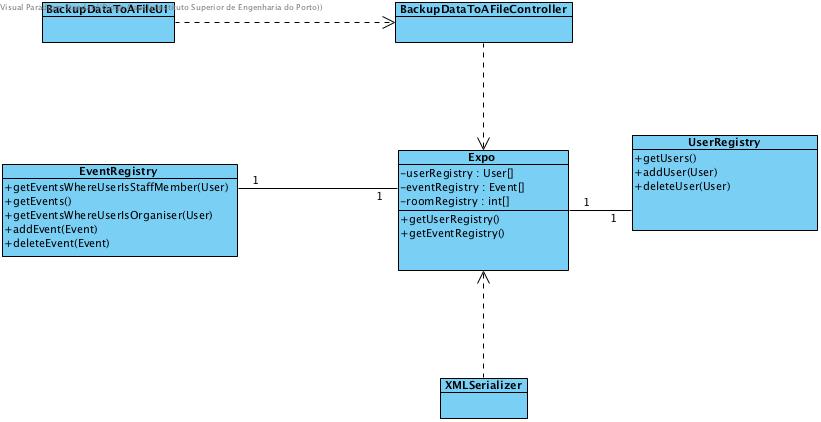 Visual Para
tuto Superior de Engenharia do Porto))
BackupDataToAFileUI
BackupDataToAFileController
EventRegistry
+getEventsWhereUserIsStaffMember(User)
+getEvents()
+getEventsWhereUserIsOrganiser(User)
+addEvent(Event)
+deleteEvent(Event)
1
1
Expo
-userRegistry : User[]
-eventRegistry : Event[]
-roomRegistry : int[]
+getUserRegistry()
+getEventRegistry()
1
1
UserRegistry
+getUsers()
+addUser(User)
+deleteUser(User)
XMLSerializer